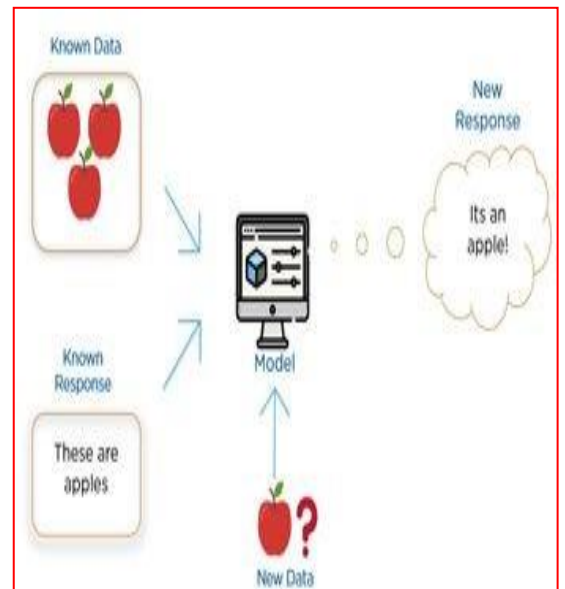 Known Data
Known
Response
These are
apples
Model
?
New Data
New
Response
Its an
apple!